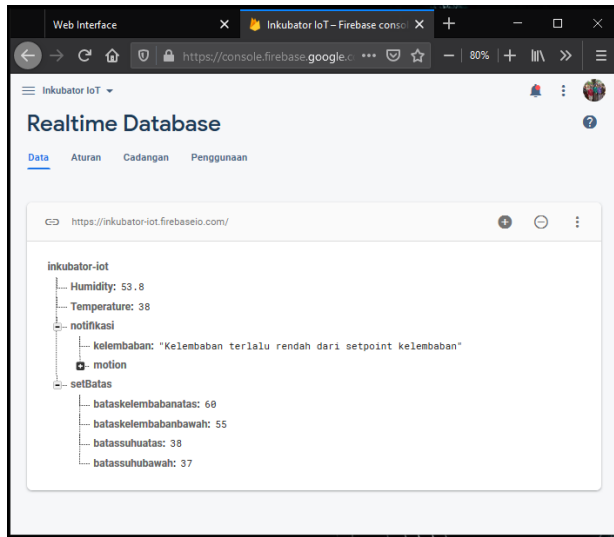 Web Interface
Inkubator IoT – Firebase consol
https://console.firebase.google.c
80%
Inkubator IoT
Realtime Database
Data Aturan Cadangan Penggunaan
https://inkubator-iot.firebaseio.com/
inkubator-iot
Humidity: 53.8
Temperature: 38
notifikasi
kelembaban: "Kelembaban terlalu rendah dari setpoint kelembaban"
motion
setBatas
bataskelembabanatas: 60
bataskelembabanbawah: 55
batassuhuatas: 38
batassuhubawah: 37